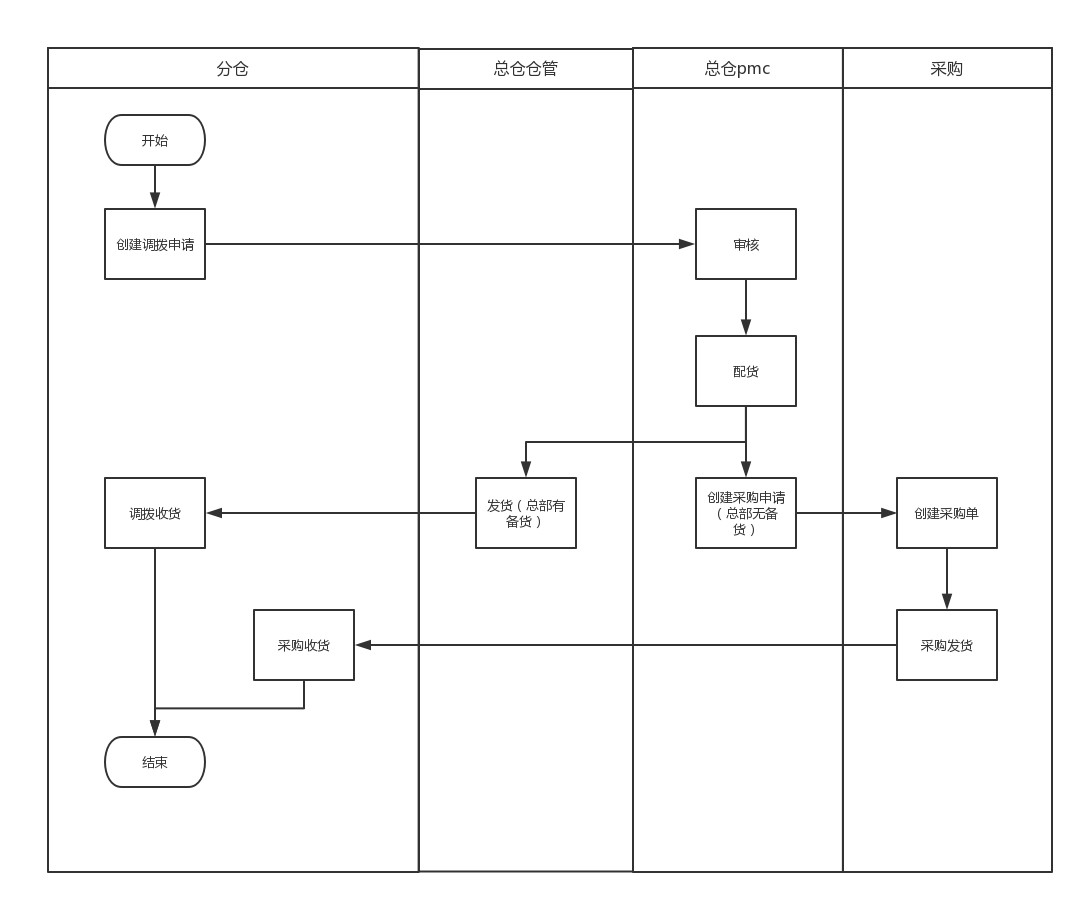 分仓
总仓仓管
总仓pmc
采购
开始
创建调拨申请
审核
配货
调拨收货
发货（总部有
备货）
创建采购申请
（总部无备
货）
创建采购单
采购收货
采购发货
结束